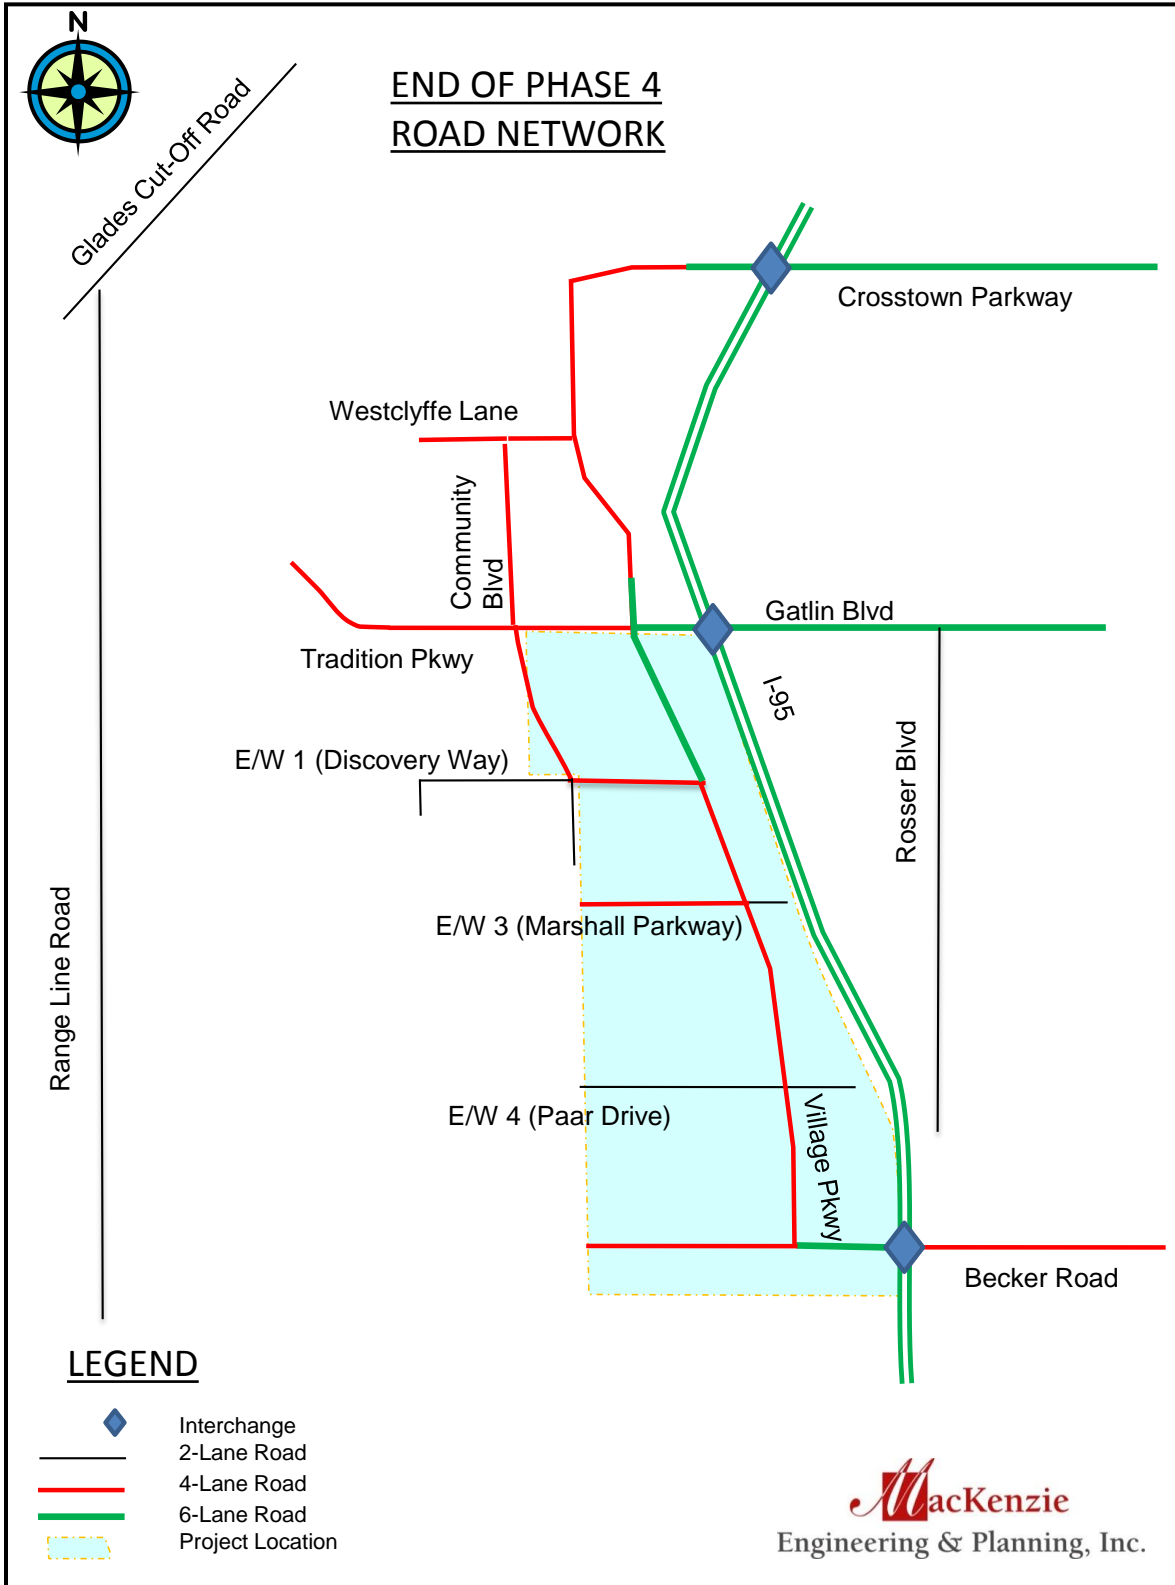 N
END OF PHASE 4
ROAD NETWORK
Glades Cut-Off Road
Crosstown Parkway
Westclyffe Lane
Community
Blvd
Gatlin Blvd
Tradition Pkwy
I-95
E/W 1 (Discovery Way)
Rosser Blvd
E/W 3 (Marshall Parkway)
Range Line Road
E/W 4 (Paar Drive)
Village Pkwy
Becker Road
LEGEND
Interchange
2-Lane Road
4-Lane Road
6-Lane Road
Project Location
MacKenzie
Engineering & Planning, Inc.